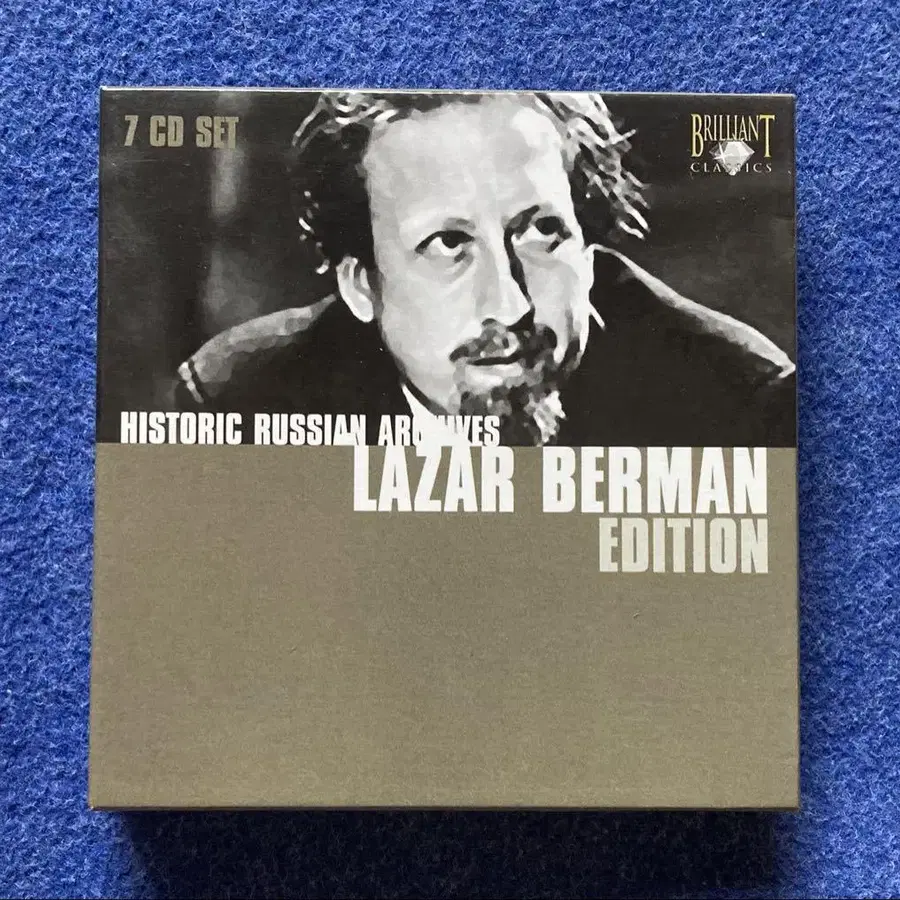 7 CD SET
BRILLIANT
CLASSICS
HISTORIC RUSSIAN ARCHIVES
LAZAR BERMAN
EDITION